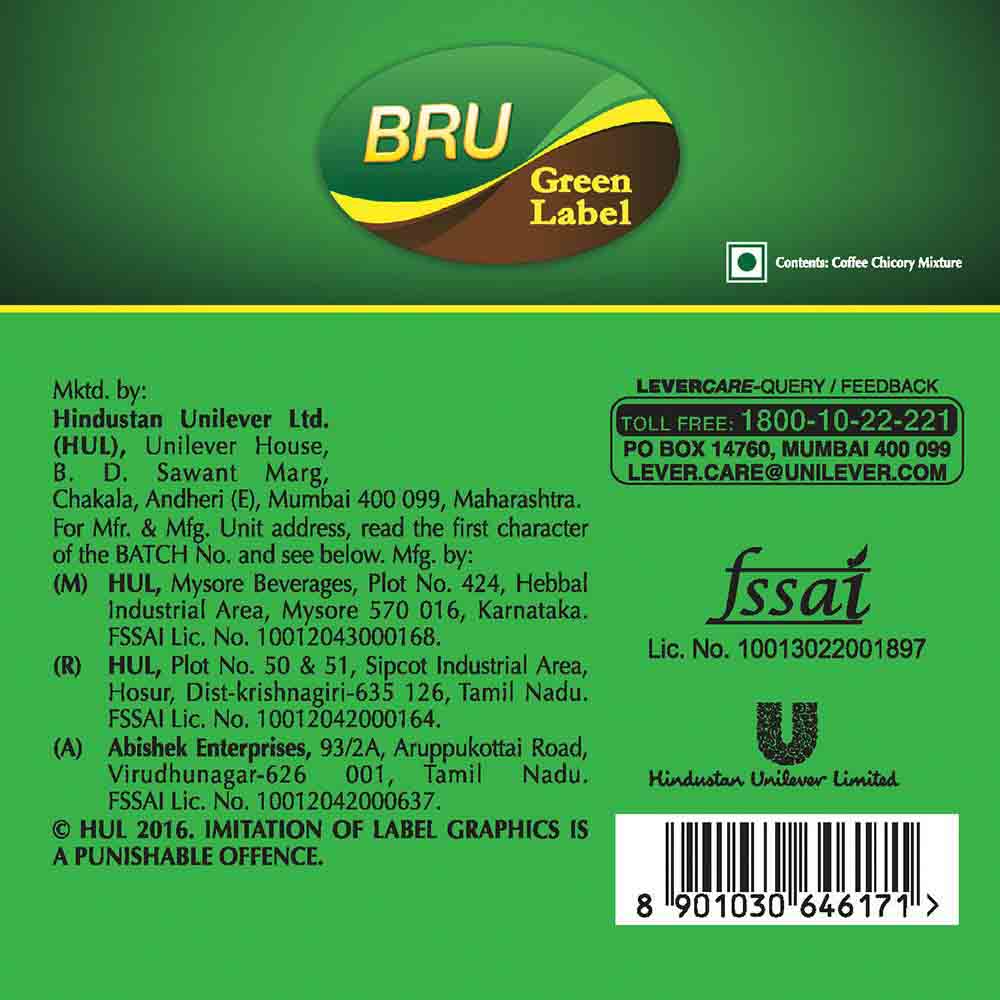 BRU
Green
Label
Contents: Coffee Chicory Mixture
Mktd. by:
Hindustan Unilever Ltd.
(HUL), Unilever House,
B. D. Sawant Marg,
Chakala, Andheri (E), Mumbai 400 099, Maharashtra.
For Mfr. & Mfg. Unit address, read the first character
of the BATCH No. and see below. Mfg. by:
(M) HUL, Mysore Beverages, Plot No. 424, Hebbal
Industrial Area, Mysore 570 016, Karnataka.
FSSAI Lic. No. 10012043000168.
(R) HUL, Plot No. 50 & 51, Sipcot Industrial Area,
Hosur, Dist-krishnagiri-635 126, Tamil Nadu.
FSSAI Lic. No. 10012042000164.
(A) Abishek Enterprises, 93/2A, Aruppukottai Road,
Virudhunagar-626 001, Tamil Nadu.
FSSAI Lic. No. 10012042000637.
© HUL 2016. IMITATION OF LABEL GRAPHICS IS
A PUNISHABLE OFFENCE.
LEVERCARE-QUERY / FEEDBACK
TOLL FREE: 1800-10-22-221
PO BOX 14760, MUMBAI 400 099
LEVER.CARE@UNILEVER.COM
fssai
Lic. No. 10013022001897
Hindustan Unilever Limited
8 901030 646171 >